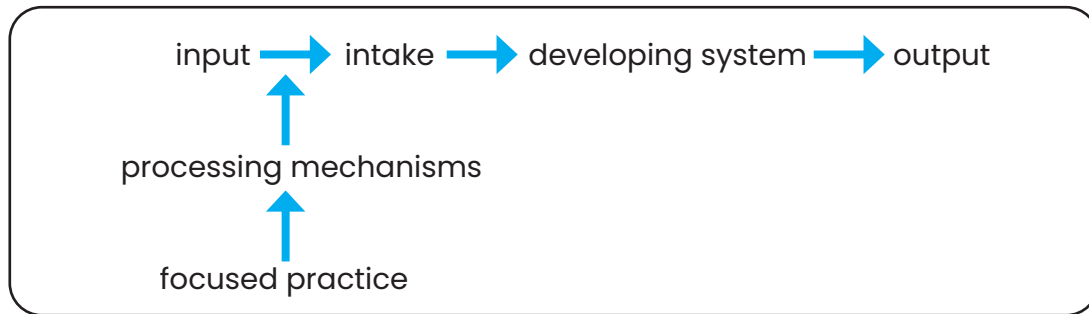 input intake developing system output
processing mechanisms
focused practice